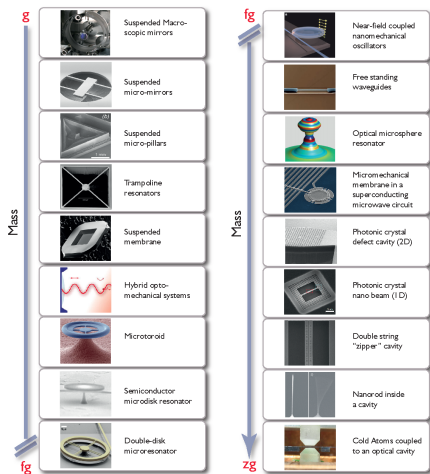 g
Suspended Macro-
scopic mirrors
Suspended
micro-mirrors
Suspended
micro-pillars
Trampoline
resonators
Suspended
membrane
Hybrid opto-
mechanical systems
Microtoroid
Semiconductor
microdisk resonator
Double-disk
microresonator
Mass
fg
fg
Near-field coupled
nanomechanical
oscillators
Free standing
waveguides
Optical microsphere
resonator
Micromechanical
membrane in a
superconducting
microwave circuit
Photonic crystal
defect cavity (2D)
Photonic crystal
nano beam (1D)
Double string
“zipper” cavity
Nanorod inside
a cavity
Cold Atoms coupled
to an optical cavity
Mass
zg